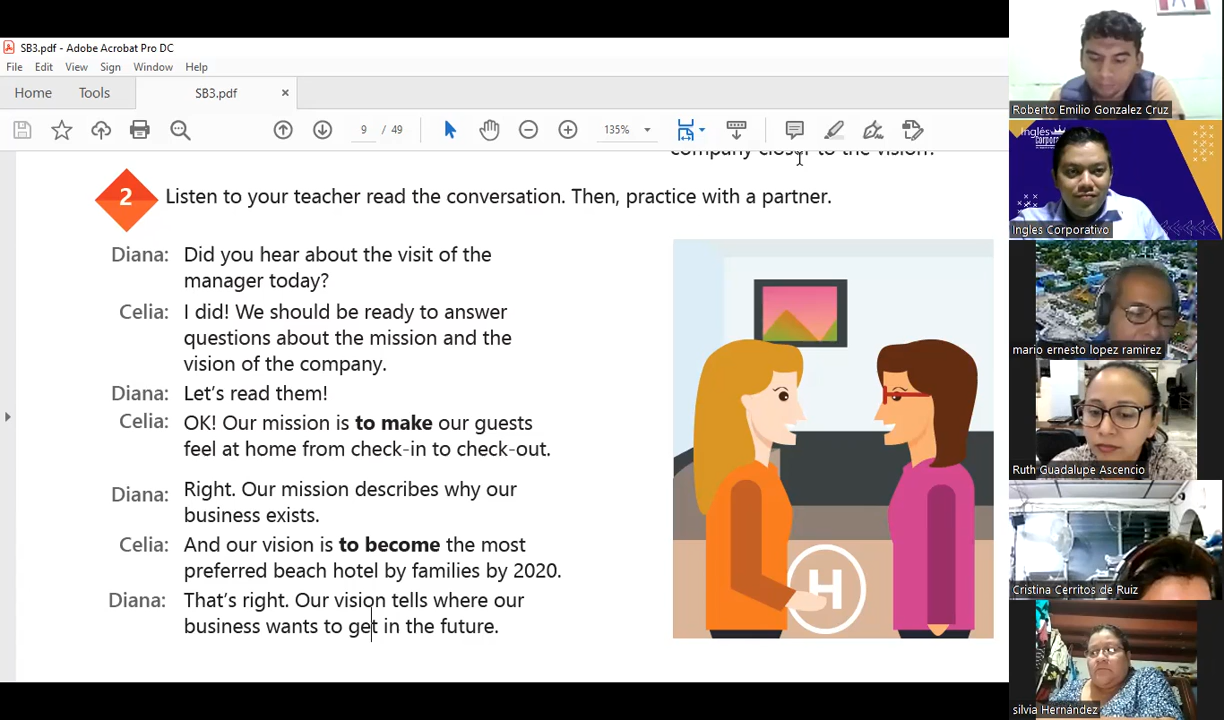 SB3.pdf - Adobe Acrobat Pro DC
File Edit View Sign Window Help
Home Tools SB3.pdf ×
9 / 49 135%
company closer to the vision?
2 Listen to your teacher read the conversation. Then, practice with a partner.
Diana: Did you hear about the visit of the
manager today?
Celia: I did! We should be ready to answer
questions about the mission and the
vision of the company.
Diana: Let's read them!
Celia: OK! Our mission is to make our guests
feel at home from check-in to check-out.
Diana: Right. Our mission describes why our
business exists.
Celia: And our vision is to become the most
preferred beach hotel by families by 2020.
Diana: That's right. Our vision tells where our
business wants to get in the future.
H
Roberto Emilio Gonzalez Cruz
Inglés
Corporativo
Ingles Corporativo
mario ernesto lopez ramirez
Ruth Guadalupe Ascencio
Cristina Cerritos de Ruiz
silvia Hernández